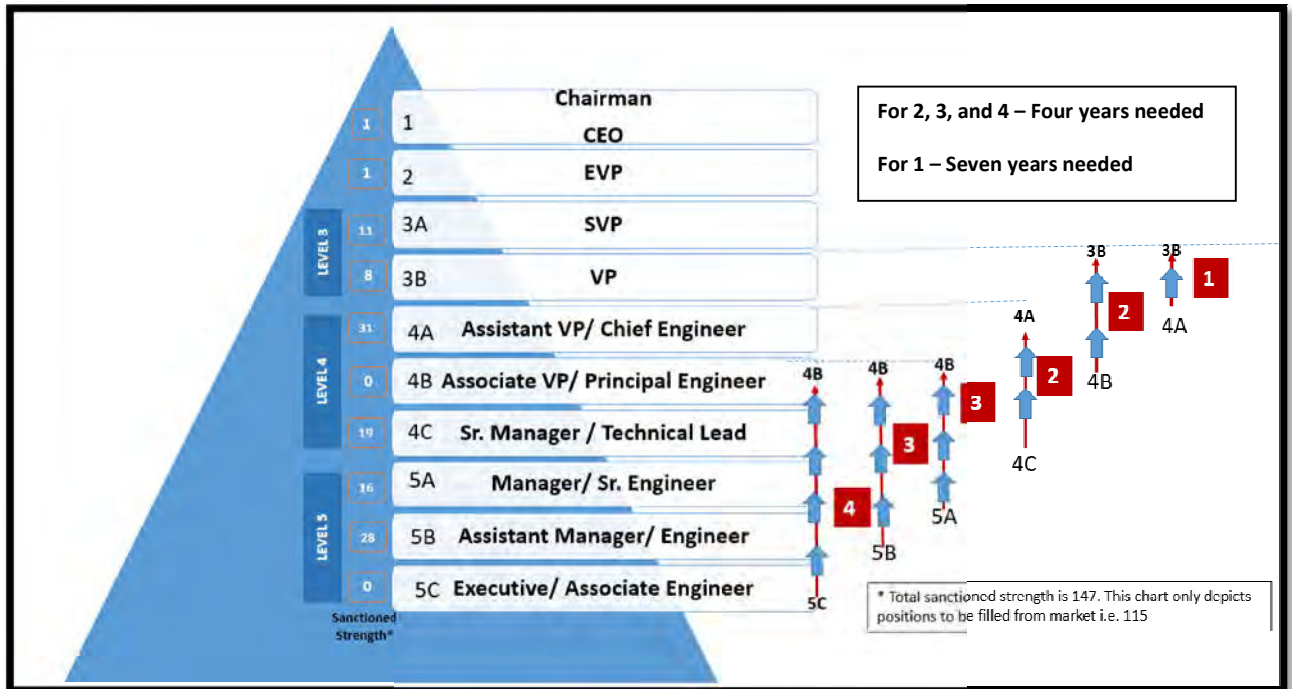 Chairman
1 1
CEO
1 2 EVP
LEVEL 3
11 3A SVP
8 3B VP
LEVEL 4
31 4A Assistant VP/ Chief Engineer
0 4B Associate VP/ Principal Engineer
19 4C Sr. Manager / Technical Lead
LEVEL 5
16 5A Manager/ Sr. Engineer
28 5B Assistant Manager/ Engineer
0 5C Executive/ Associate Engineer
Sanctioned
Strength*
For 2, 3, and 4 – Four years needed
For 1 – Seven years needed
4B
4
5C
4B
3
5B
4B
3
5A
4A
2
4C
3B
2
4B
3B
1
4A
* Total sanctioned strength is 147. This chart only depicts
positions to be filled from market i.e. 115